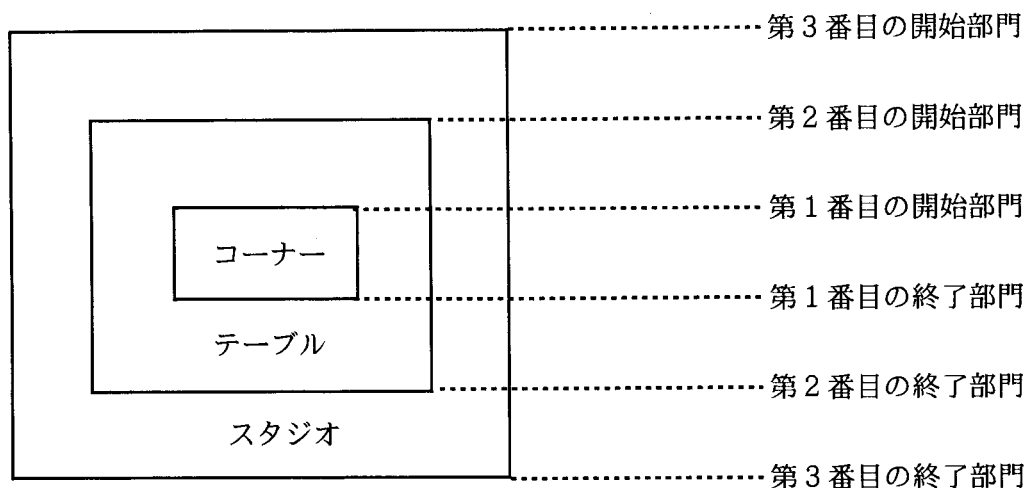 第3番目の開始部門
第2番目の開始部門
第1番目の開始部門
コーナー
第1番目の終了部門
テーブル
第2番目の終了部門
スタジオ
第3番目の終了部門